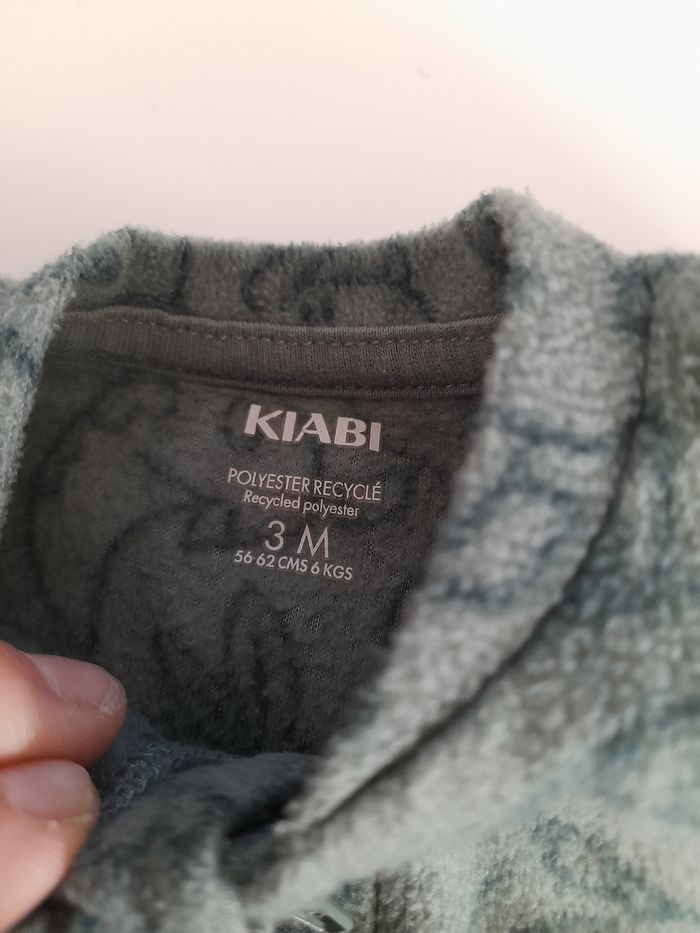 KIABI
POLYESTER RECYCLÉ
Recycled polyester
3 M
56 62 CMS 6 KGS